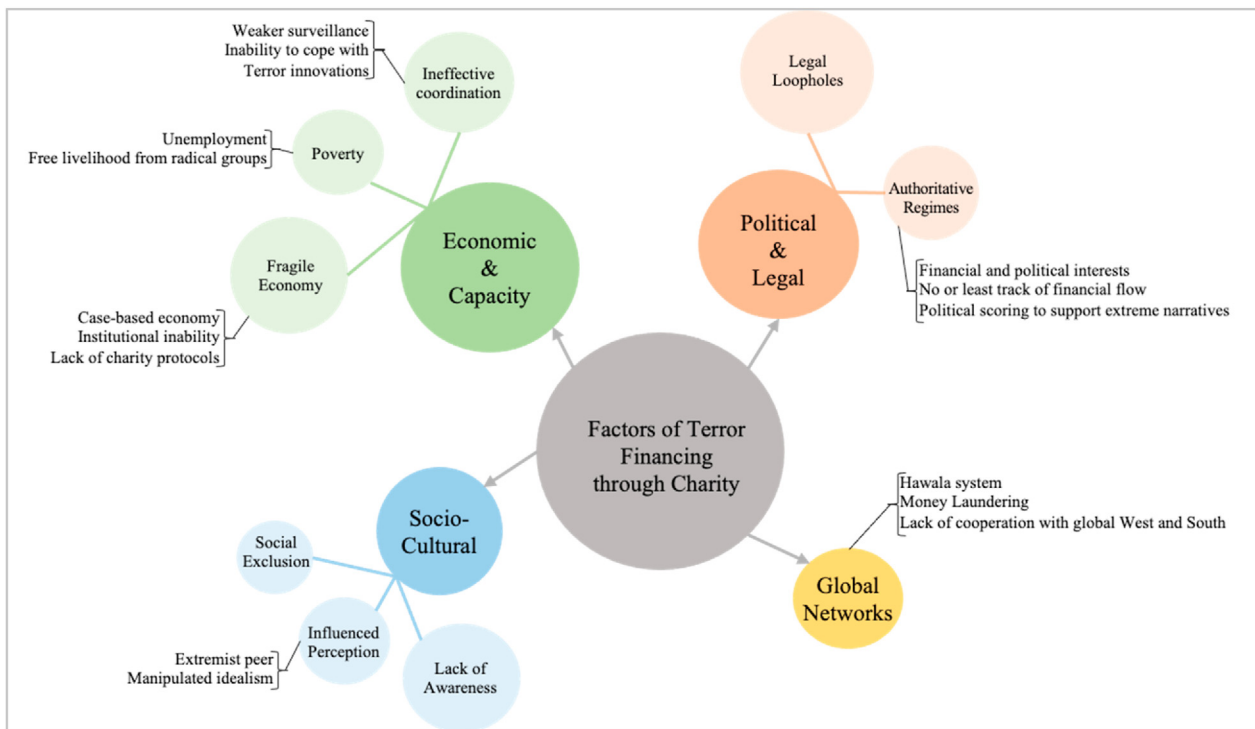 Weaker surveillance
Inability to cope with
Terror innovations
Ineffective
coordination
Unemployment
Free livelihood from radical groups
Poverty
Fragile
Economy
Case-based economy
Institutional inability
Lack of charity protocols
Economic
&
Capacity
Legal
Loopholes
Authoritative
Regimes
Political
&
Legal
Financial and political interests
No or least track of financial flow
Political scoring to support extreme narratives
Factors of Terror
Financing
through Charity
Socio-
Cultural
Social
Exclusion
Influenced
Perception
Extremist peer
Manipulated idealism
Lack of
Awareness
Hawala system
Money Laundering
Lack of cooperation with global West and South
Global
Networks